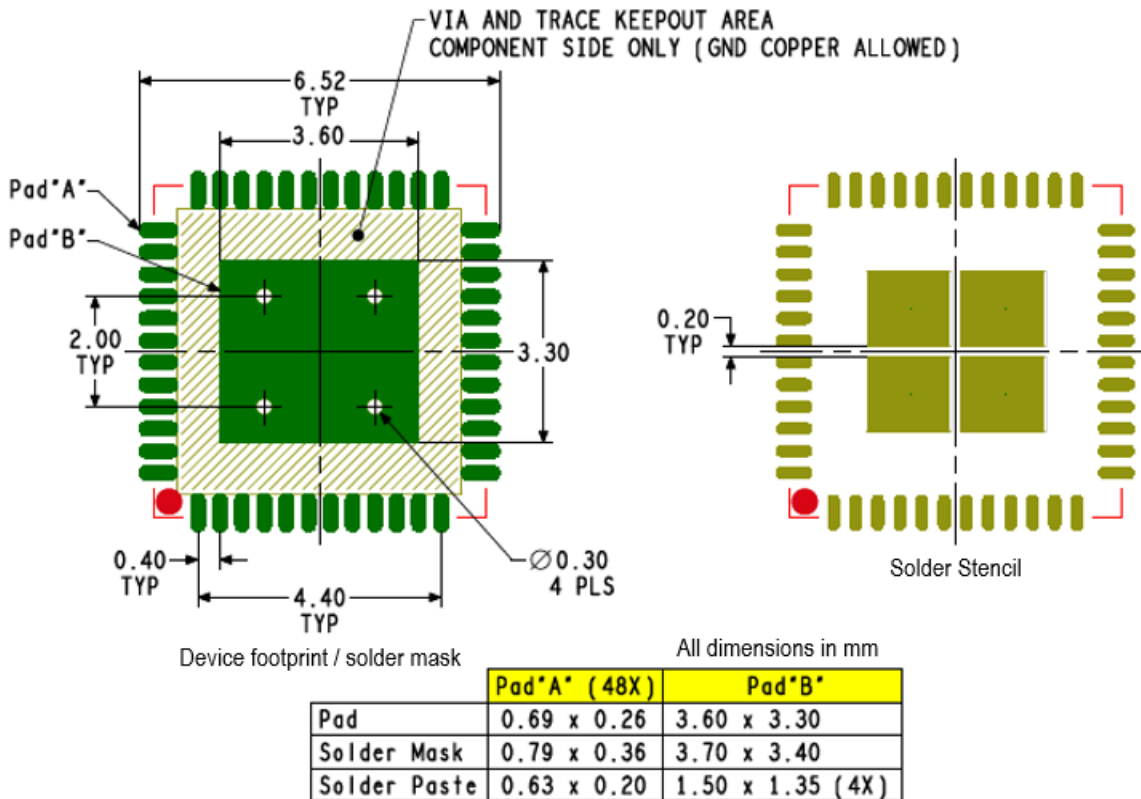 VIA AND TRACE KEEPOUT AREA
COMPONENT SIDE ONLY (GND COPPER ALLOWED)
6.52
TYP
3.60
Pad"A"
Pad"B"
2.00
TYP
3.30
0.20
TYP
0.40
TYP
4.40
TYP
Ø0.30
4 PLS
Solder Stencil
Device footprint / solder mask
All dimensions in mm
Pad"A" (48X) Pad"B"
Pad 0.69 x 0.26 3.60 x 3.30
Solder Mask 0.79 x 0.36 3.70 x 3.40
Solder Paste 0.63 x 0.20 1.50 x 1.35 (4X)